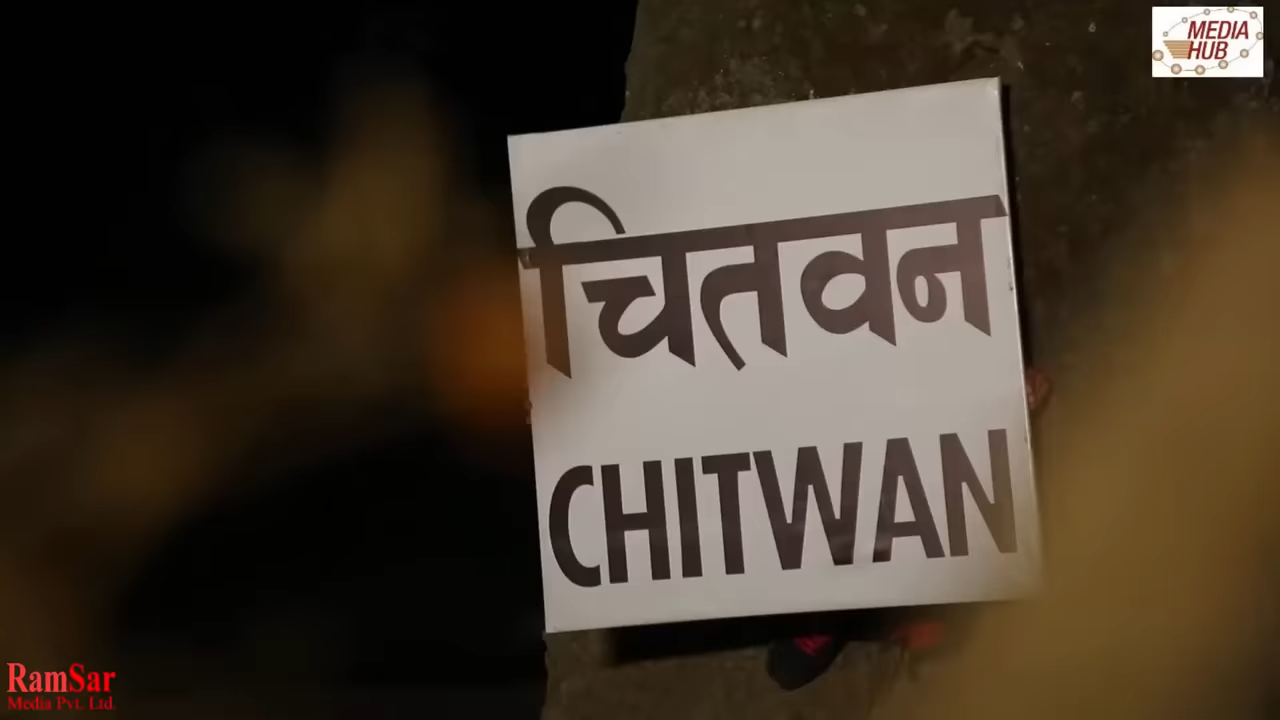 MEDIA
HUB
चितवन
CHITWAN
RamSar
Media Pvt. Ltd.